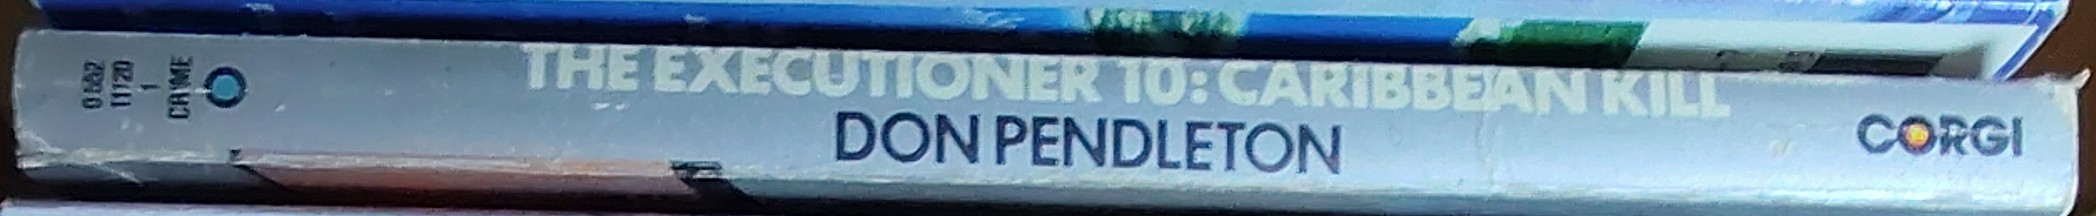 0 552
11120
1
CRIME
THE EXECUTIONER 10: CARIBBEAN KILL
DON PENDLETON
CORGI